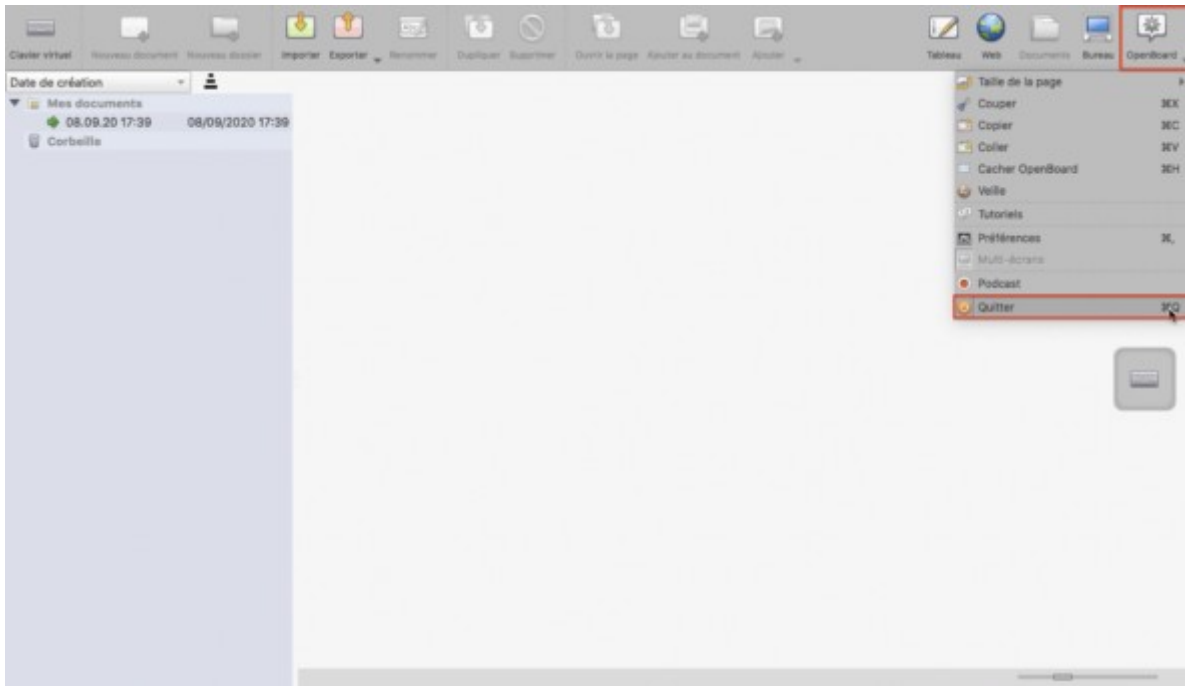 Clavier virtuel Nouveau document Nouveau dossier Importer Exporter Renommer Dupliquer Supprimer Ouvrir la page Ajouter au document Ajouter Tableau Web Documents Bureau OpenBoard
Date de création
Mes documents
08.09.20 17:39 08/09/2020 17:39
Corbeille
Taille de la page
Couper ⌘X
Copier ⌘C
Coller ⌘V
Cacher OpenBoard ⌘H
Veille
Tutoriels
Préférences ⌘,
Multi-écrans
Podcast
Quitter ⌘Q